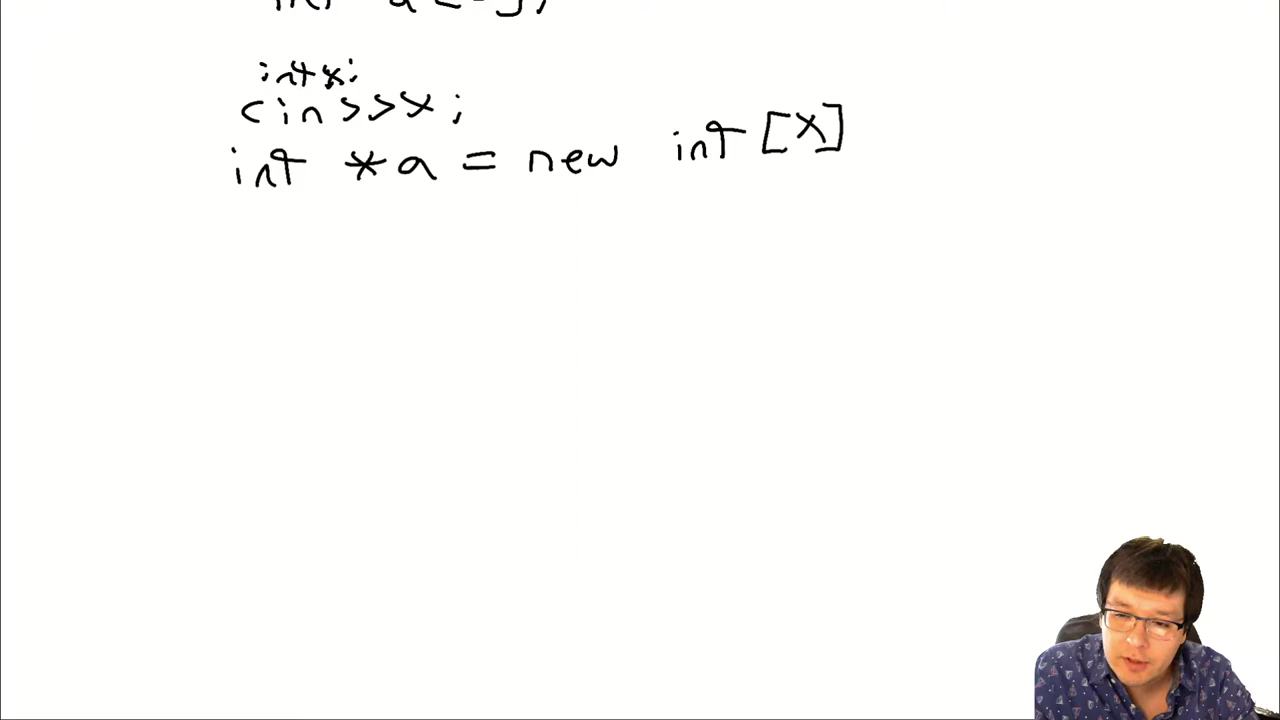 int x;
cin>>x;
int *a = new int [x]